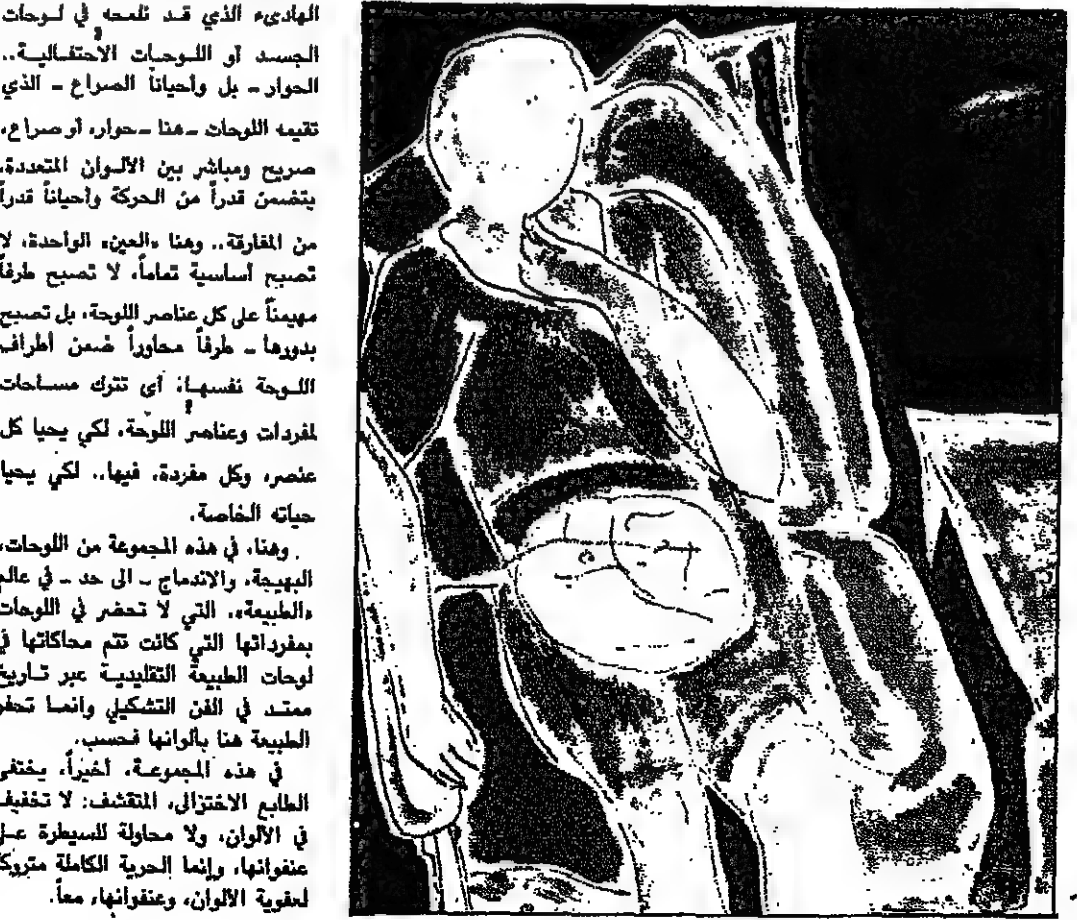 الهاديء الذي قد تلمحه في لوحات
الجسد أو اللوحات الاحتفالية..
الحوار - بل وأحياناً الصراع - الذي
تقيمه اللوحات - هنا - حوار، أو صراع،
صريح ومباشر بين الألوان المتعددة،
يتضمن قدراً من الحركة وأحياناً قدراً
من المفارقة.. وهنا «العين» الواحدة، لا
تصبح أساسية تماماً، لا تصبح طرفاً
مهيمناً على كل عناصر اللوحة، بل تصبح
بدورها - طرفاً محاوراً ضمن أطراف
اللوحة نفسها: أي تترك مساحات
لمفردات وعناصر اللوحة، لكي يحيا كل
عنصر، وكل مفردة، فيها.. لكي يحيا
حياته الخاصة.
وهنا، في هذه المجموعة من اللوحات،
البهيجة، والاندماج - الى حد - في عالم
«الطبيعة»، التي لا تحضر في اللوحات
بمفرداتها التي كانت تتم محاكاتها في
لوحات الطبيعة التقليدية عبر تاريخ
ممتد في الفن التشكيلي وانما تحفر
الطبيعة هنا بألوانها فحسب.
في هذه المجموعة، أخيراً، يختفي
الطابع الاختزالي، المتقشف: لا تخفيف
في الألوان، ولا محاولة للسيطرة على
عنفوانها، وإنما الحرية الكاملة متروكة
لعفوية الألوان، وعنفوانها، معاً.